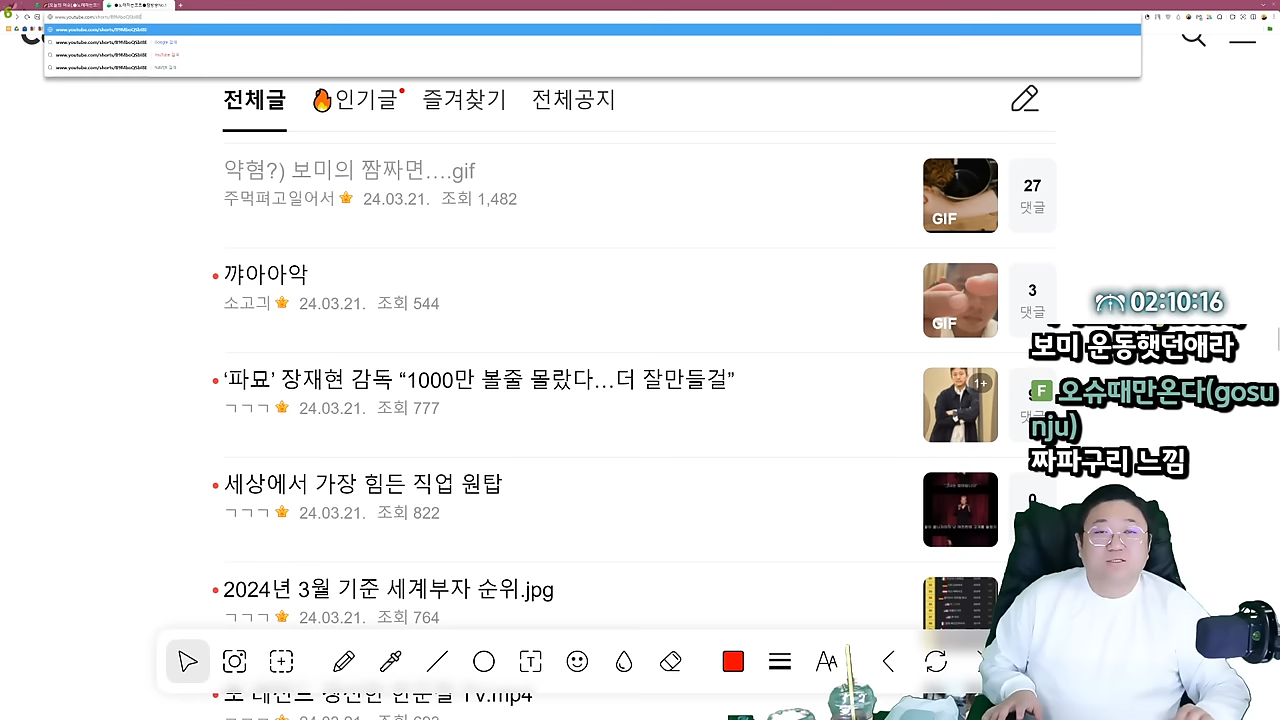 www.youtube.com/shorts/
전체글
🔥인기글
즐겨찾기
전체공지
약혐?) 보미의 짬짜면....gif
주먹펴고일어서 24.03.21. 조회 1,482
GIF
27
댓글
꺄아아악
소고긔 24.03.21. 조회 544
GIF
3
댓글
‘파묘’ 장재현 감독 “1000만 볼줄 몰랐다…더 잘만들걸”
ㄱㄱㄱ 24.03.21. 조회 777
1+
세상에서 가장 힘든 직업 원탑
ㄱㄱㄱ 24.03.21. 조회 822
2024년 3월 기준 세계부자 순위.jpg
24.03.21. 조회 764
02:10:16
보미 운동했던애라
F 오슈때만온다(gosu
nju)
짜파구리 느낌